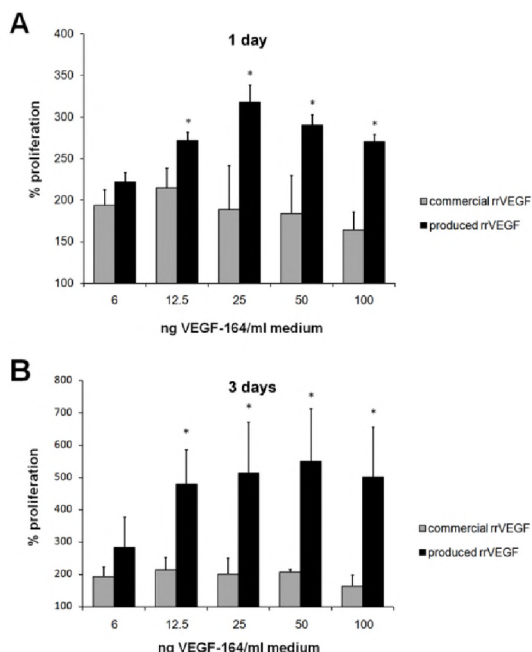 A
1 day
% proliferation
400
350
300
250
200
150
100
*
*
*
*
6 12.5 25 50 100
ng VEGF-164/ml medium
commercial rrVEGF
produced rrVEGF
B
3 days
% proliferation
800
700
600
500
400
300
200
100
*
*
*
*
6 12.5 25 50 100
ng VEGF-164/ml medium
commercial rrVEGF
produced rrVEGF